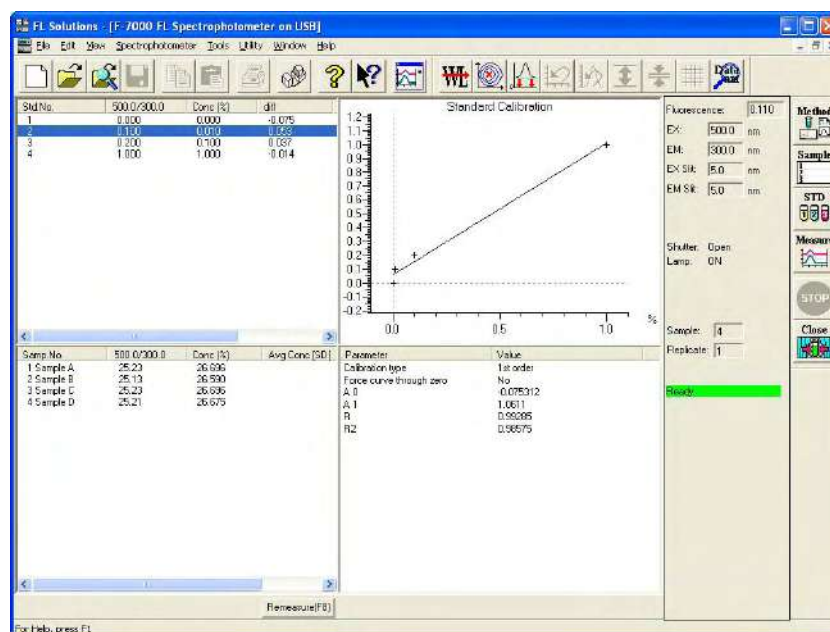 FL Solutions - [F-7000 FL Spectrophotometer on USB]
File Edit View Spectrophotometer Tools Utility Window Help
WL
Data
Std No. 500.0/300.0 Conc (%) diff
1 0.000 0.000 -0.075
2 0.100 0.010 0.093
3 0.200 0.100 0.037
4 1.000 1.000 -0.014
Standard Calibration
1.2
1.1
1.0
0.9
0.8
0.7
0.6
0.5
0.4
0.3
0.2
0.1
0.0
-0.1
-0.2
0.0 0.5 1.0 %
Fluorescence: 0.110
EX: 500.0 nm
EM: 300.0 nm
EX Slit: 5.0 nm
EM Slit: 5.0 nm
Shutter: Open
Lamp: ON
Sample: 4
Replicate: 1
Ready
Method
Sample
STD
Measure
STOP
Close
Samp No. 500.0/300.0 Conc (%) Avg Conc [SD]
1 Sample A 25.23 26.696
2 Sample B 25.13 26.590
3 Sample C 25.23 26.696
4 Sample D 25.21 26.675
Parameter Value
Calibration type 1st order
Force curve through zero No
A 0 -0.075312
A 1 1.0611
R 0.99285
R2 0.98575
Remeasure(F8)
For Help, press F1